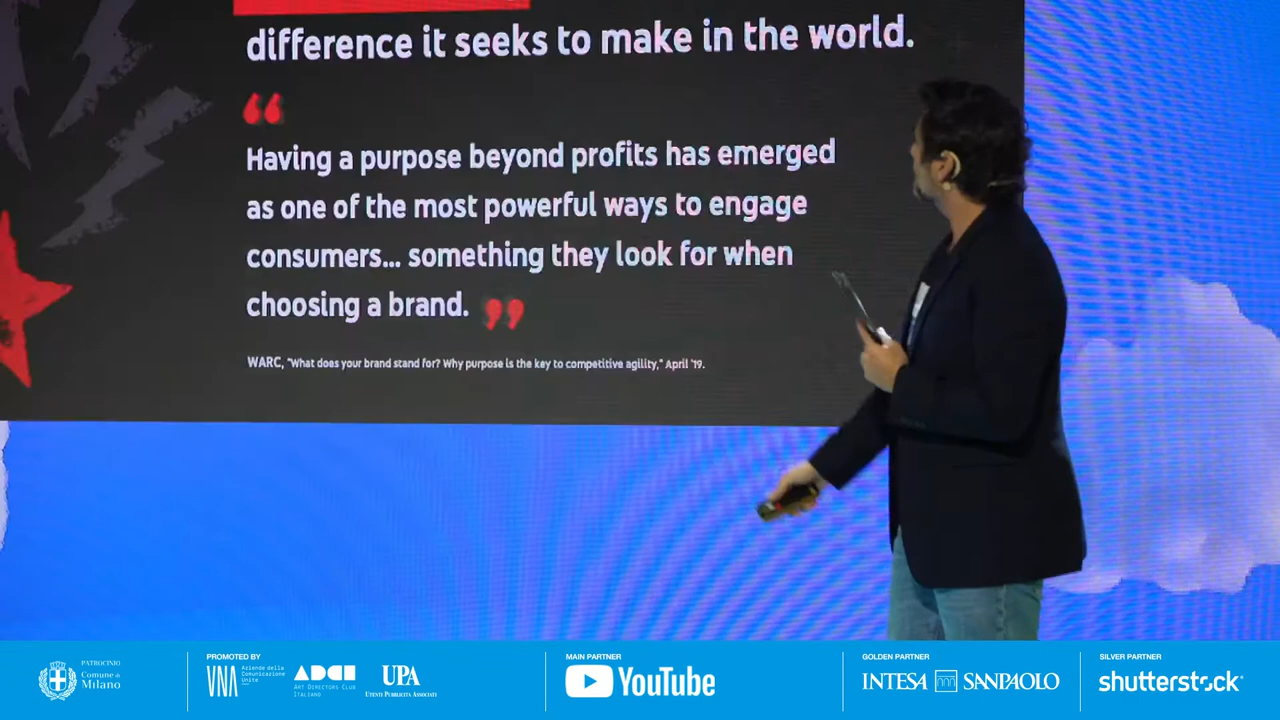 difference it seeks to make in the world.
“
Having a purpose beyond profits has emerged
as one of the most powerful ways to engage
consumers... something they look for when
choosing a brand. ”
WARC, "What does your brand stand for? Why purpose is the key to competitive agility," April '19.
PATROCINIO
Comune di
Milano
PROMOTED BY
VNA
Aziende della
Comunicazione
Unite
ADCI
ART DIRECTORS CLUB
ITALIANO
UPA
UTENTI PUBBLICITÀ ASSOCIATI
MAIN PARTNER
YouTube
GOLDEN PARTNER
INTESA SANPAOLO
SILVER PARTNER
shutterstock